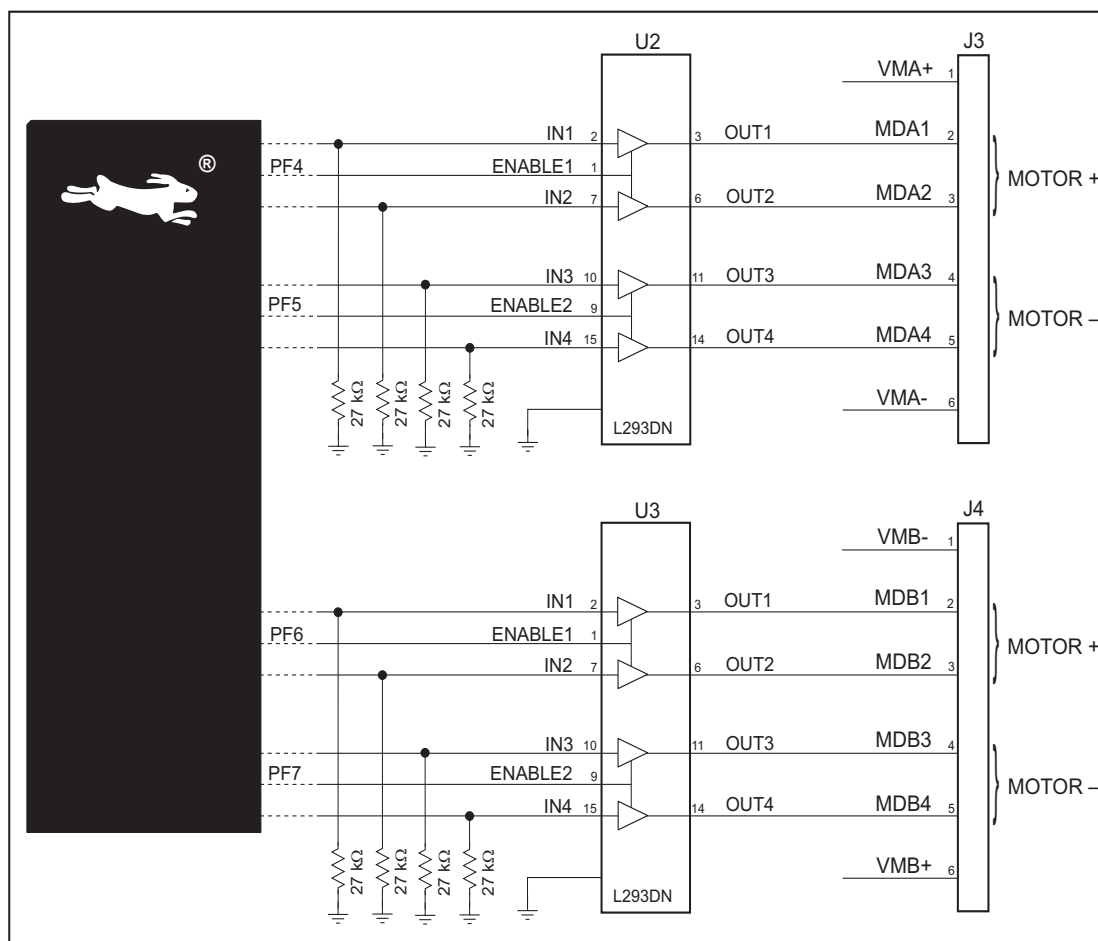 U2
J3
VMA+ 1
®
IN1 2 3 OUT1 MDA1 2
PF4 ENABLE1 1
MOTOR +
IN2 7 6 OUT2 MDA2 3
IN3 10 11 OUT3 MDA3 4
PF5 ENABLE2 9
MOTOR –
IN4 15 14 OUT4 MDA4 5
27 kΩ 27 kΩ 27 kΩ 27 kΩ
VMA- 6
L293DN
U3
J4
VMB- 1
IN1 2 3 OUT1 MDB1 2
PF6 ENABLE1 1
MOTOR +
IN2 7 6 OUT2 MDB2 3
IN3 10 11 OUT3 MDB3 4
PF7 ENABLE2 9
MOTOR –
IN4 15 14 OUT4 MDB4 5
27 kΩ 27 kΩ 27 kΩ 27 kΩ
VMB+ 6
L293DN